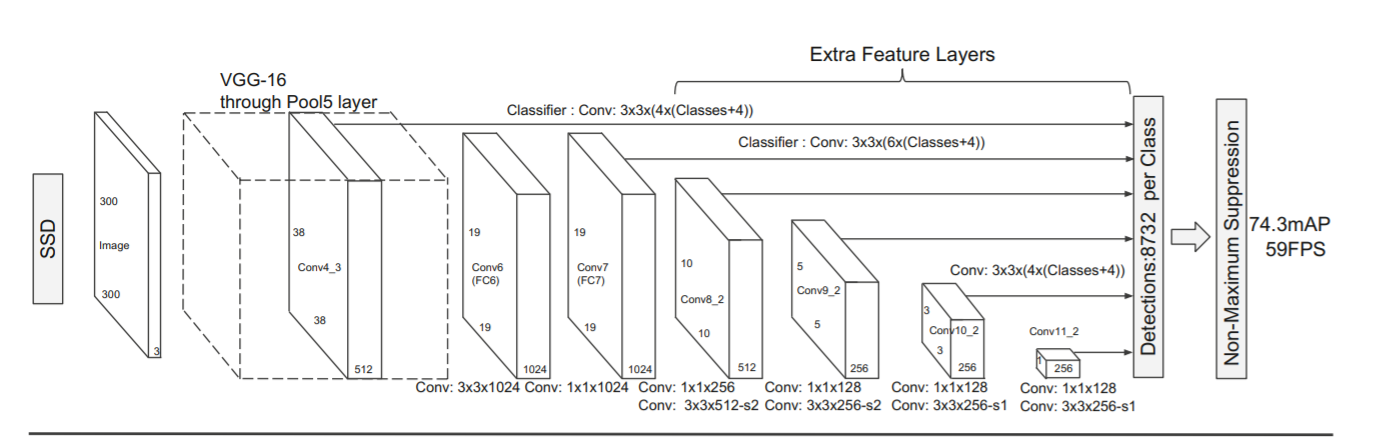 Extra Feature Layers
VGG-16
through Pool5 layer
Classifier : Conv: 3x3x(4x(Classes+4))
Classifier : Conv: 3x3x(6x(Classes+4))
SSD
300
Image
300
3
38
Conv4_3
38
512
19
Conv6
(FC6)
19
1024
19
Conv7
(FC7)
19
1024
10
Conv8_2
10
512
5
Conv9_2
5
256
Conv: 3x3x(4x(Classes+4))
3
Conv10_2
3
256
Conv11_2
1
256
Detections:8732 per Class
Non-Maximum Suppression
74.3mAP
59FPS
Conv: 3x3x1024
Conv: 1x1x1024
Conv: 1x1x256
Conv: 3x3x512-s2
Conv: 1x1x128
Conv: 3x3x256-s2
Conv: 1x1x128
Conv: 3x3x256-s1
Conv: 1x1x128
Conv: 3x3x256-s1